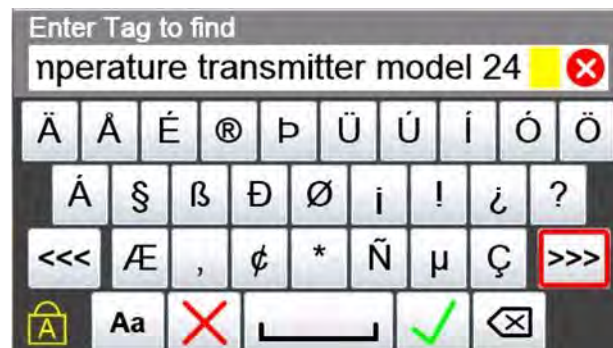 Enter Tag to find
nperature transmitter model 24
Ä Å É ® Þ Ü Ú Í Ó Ö
Á § ß Ð Ø ¡ ! ¿ ?
<<< Æ , ¢ * Ñ µ Ç >>>
A Aa